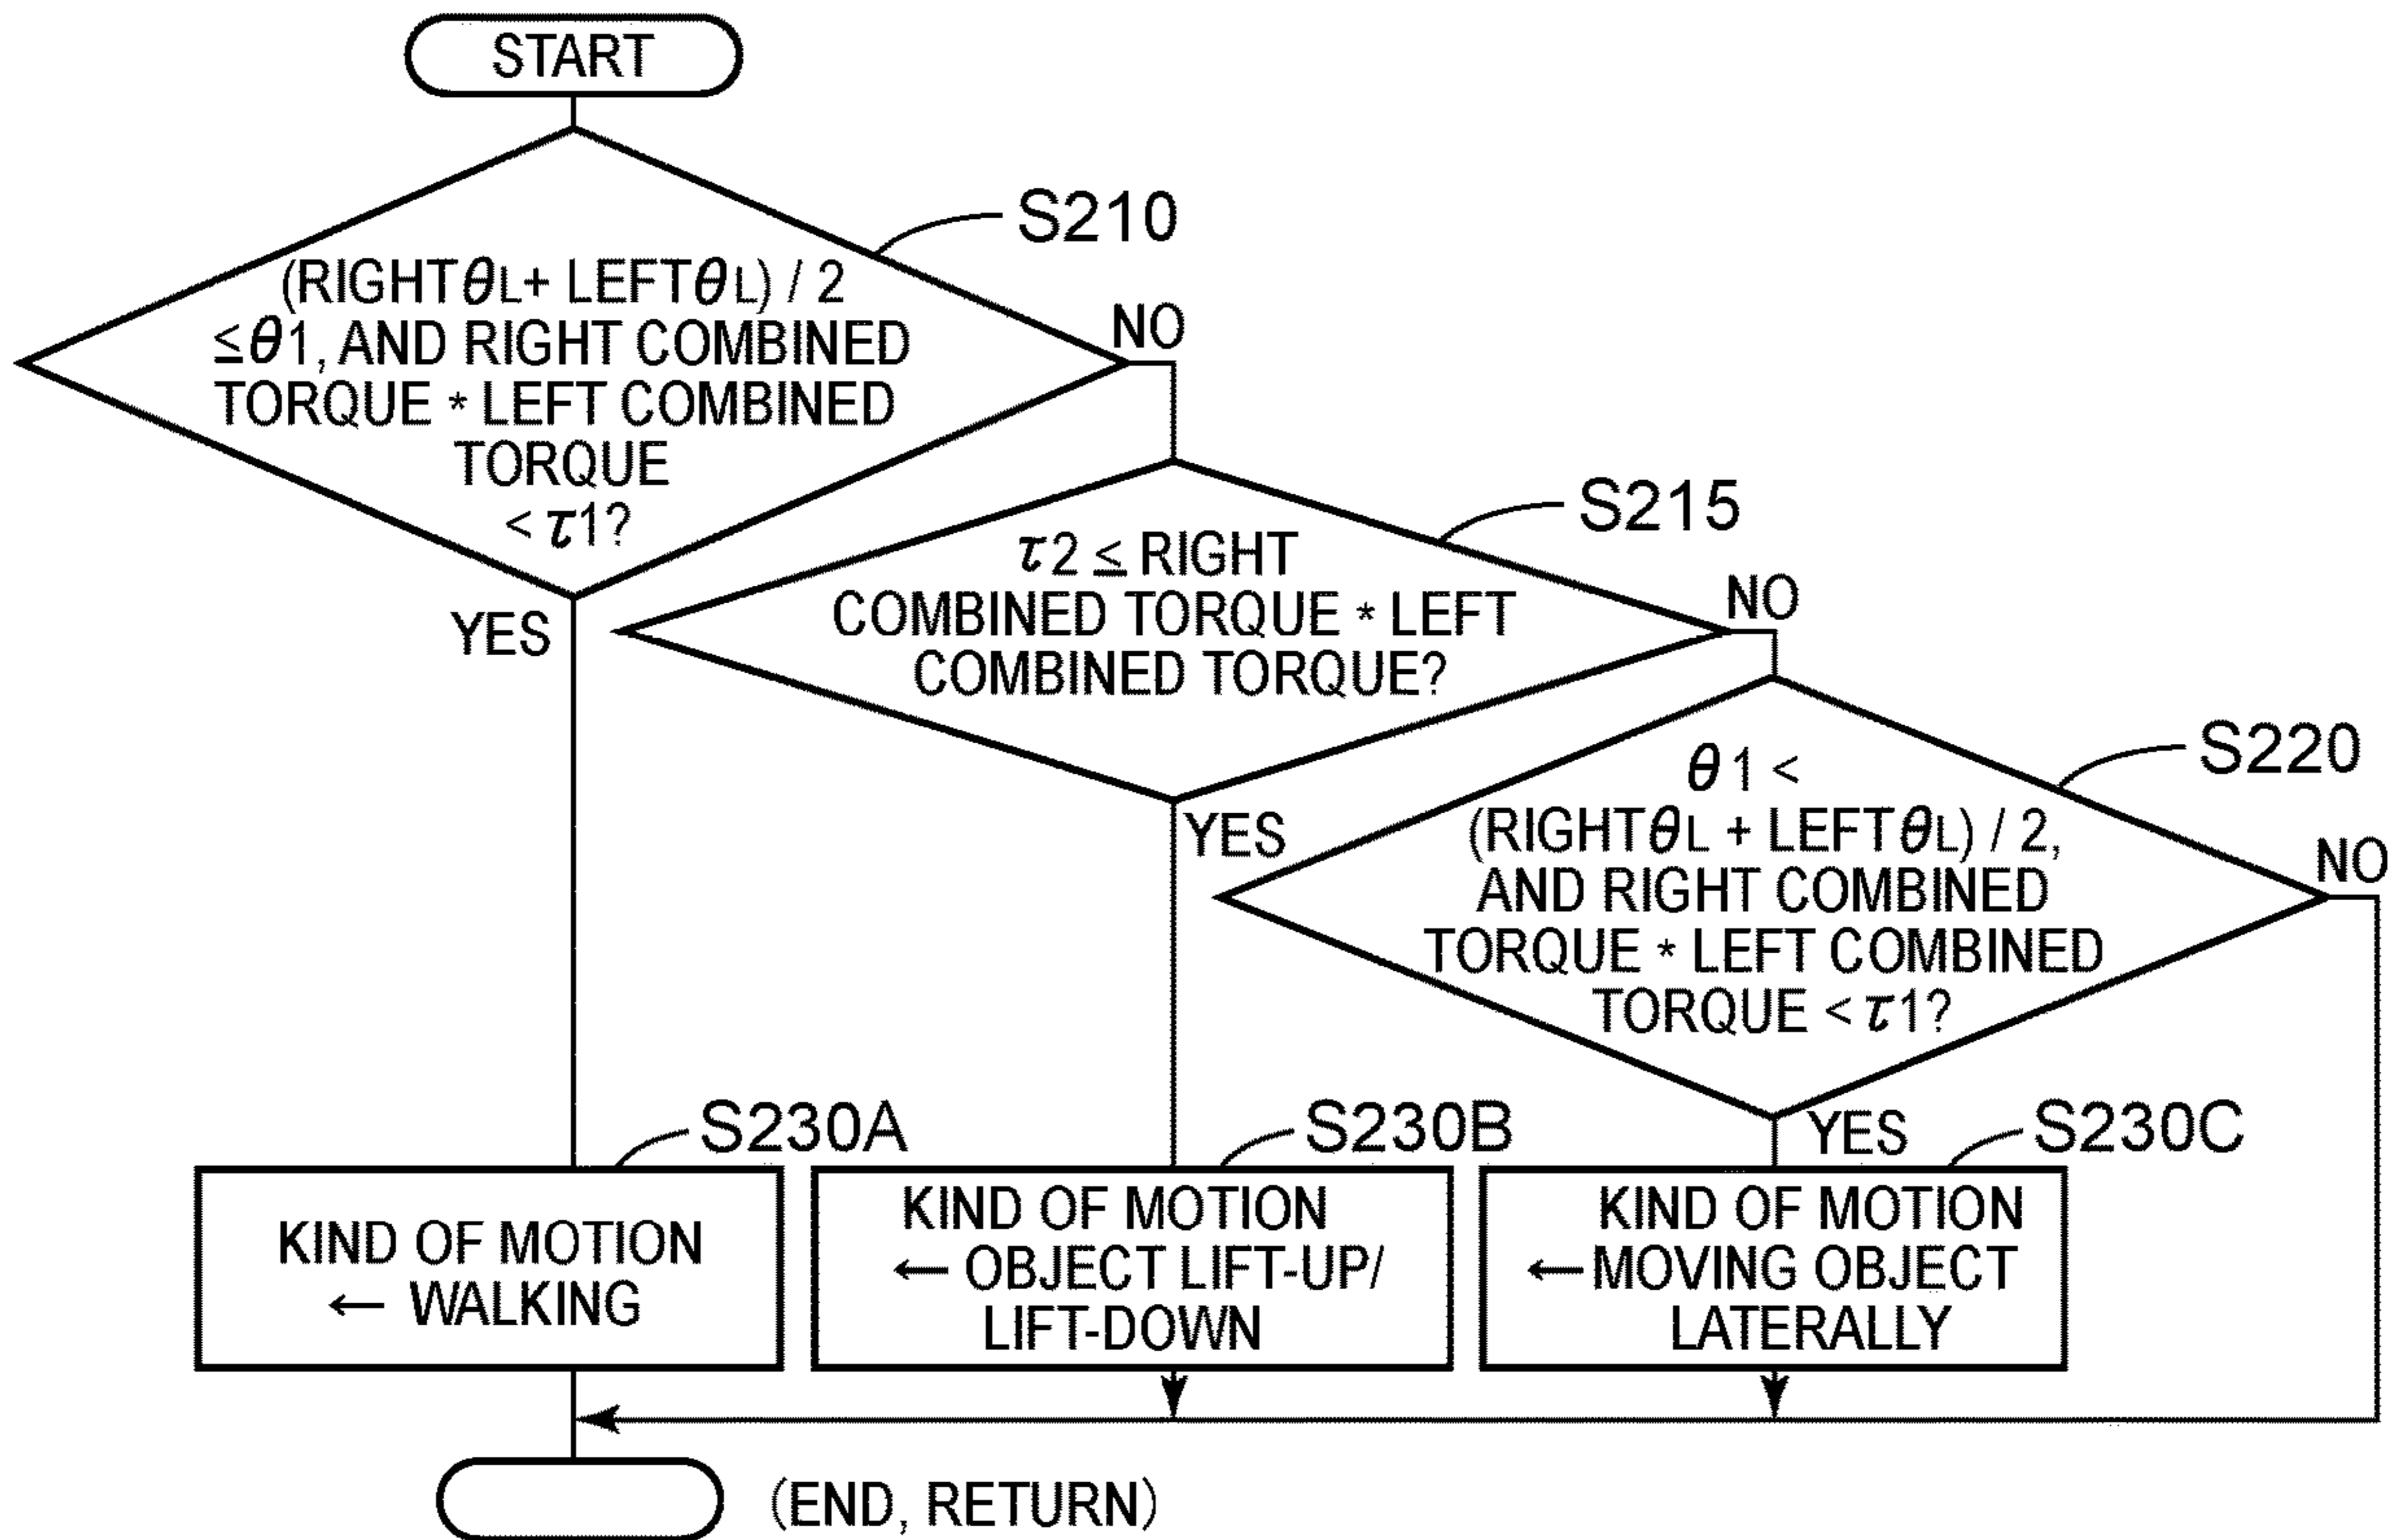 START
S210
(RIGHTθL+ LEFTθL) / 2
≦θ1, AND RIGHT COMBINED
TORQUE * LEFT COMBINED
TORQUE
< τ1?
NO
YES
S215
τ2 ≦ RIGHT
COMBINED TORQUE * LEFT
COMBINED TORQUE?
NO
YES
S220
θ1 <
(RIGHTθL + LEFTθL) / 2,
AND RIGHT COMBINED
TORQUE * LEFT COMBINED
TORQUE < τ1?
NO
YES
S230A
KIND OF MOTION
← WALKING
S230B
KIND OF MOTION
← OBJECT LIFT-UP/
LIFT-DOWN
S230C
KIND OF MOTION
← MOVING OBJECT
LATERALLY
(END, RETURN)